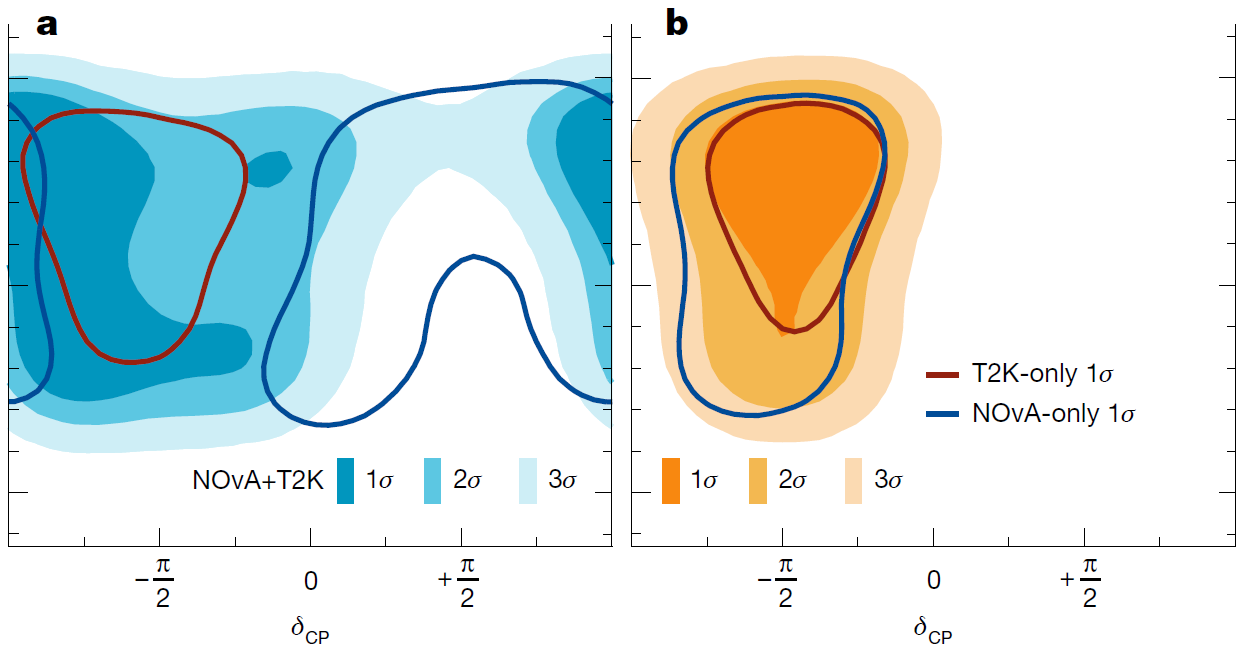 a
b
T2K-only 1σ
NOvA-only 1σ
NOvA+T2K 1σ 2σ 3σ
1σ 2σ 3σ
−π/2 0 +π/2
−π/2 0 +π/2
δCP
δCP